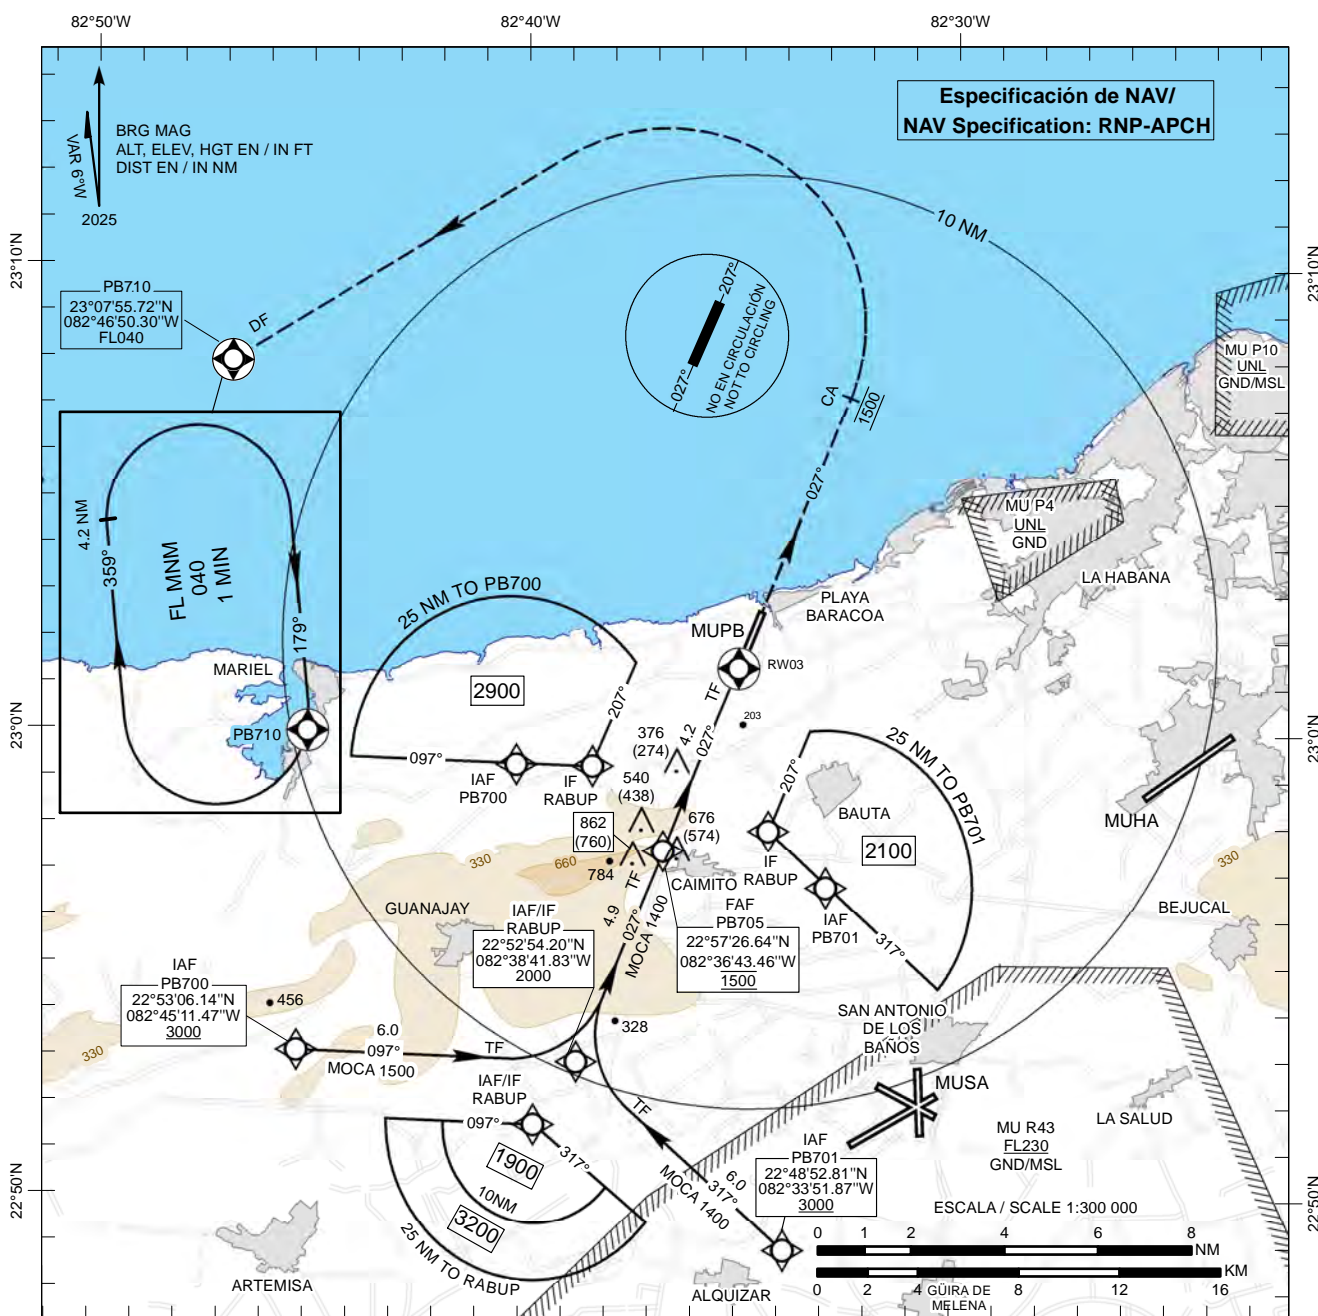 82°50'W
82°40'W
82°30'W
Especificación de NAV/
NAV Specification: RNP-APCH
BRG MAG
ALT, ELEV, HGT EN / IN FT
DIST EN / IN NM
VAR 6°W
2025
10 NM
23°10'N
23°10'N
PB710
23°07'55.72"N
082°46'50.30"W
FL040
DF
207°
027°
NO EN CIRCULACIÓN
NOT TO CIRCLING
CA
1500
027°
MU P10
UNL
GND/MSL
MU P4
UNL
GND
LA HABANA
4.2 NM
359°
FL MNM
040
1 MIN
179°
MARIEL
PB710
25 NM TO PB700
2900
207°
097°
IAF
PB700
IF
RABUP
PLAYA
BARACOA
MUPB
RW03
TF
203
4.2
027°
376
(274)
540
(438)
862
(760)
676
(574)
784
23°0'N
23°0'N
25 NM TO PB701
207°
BAUTA
2100
IF
RABUP
IAF
PB701
317°
MUHA
330
660
330
330
CAIMITO
FAF
PB705
22°57'26.64"N
082°36'43.46"W
1500
TF
4.9
027°
MOCA 1400
GUANAJAY
IAF/IF
RABUP
22°52'54.20"N
082°38'41.83"W
2000
BEJUCAL
IAF
PB700
22°53'06.14"N
082°45'11.47"W
3000
456
328
6.0
097°
TF
MOCA 1500
SAN ANTONIO
DE LOS
BAÑOS
MUSA
LA SALUD
IAF/IF
RABUP
097°
317°
1900
10NM
3200
25 NM TO RABUP
TF
6.0
317°
MOCA 1400
IAF
PB701
22°48'52.81"N
082°33'51.87"W
3000
MU R43
FL230
GND/MSL
22°50'N
22°50'N
ESCALA / SCALE 1:300 000
0 2 4 6 8
NM
KM
0 2 4 8 12 16
ARTEMISA
ALQUIZAR
GÜIRA DE
MELENA